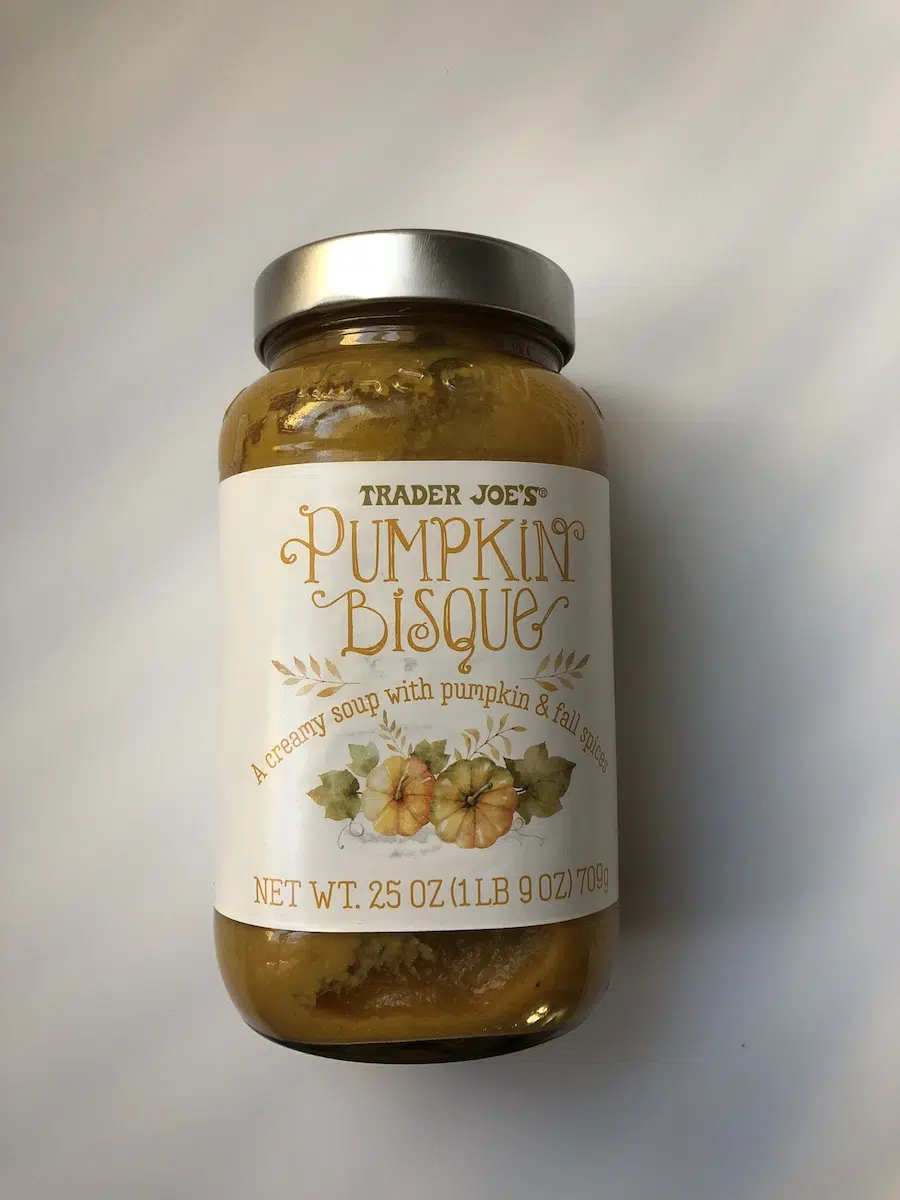 TRADER JOE'S®
PUMPKIN
BISQUE
A creamy soup with pumpkin & fall spices
NET WT. 25 OZ (1 LB 9 OZ) 709g